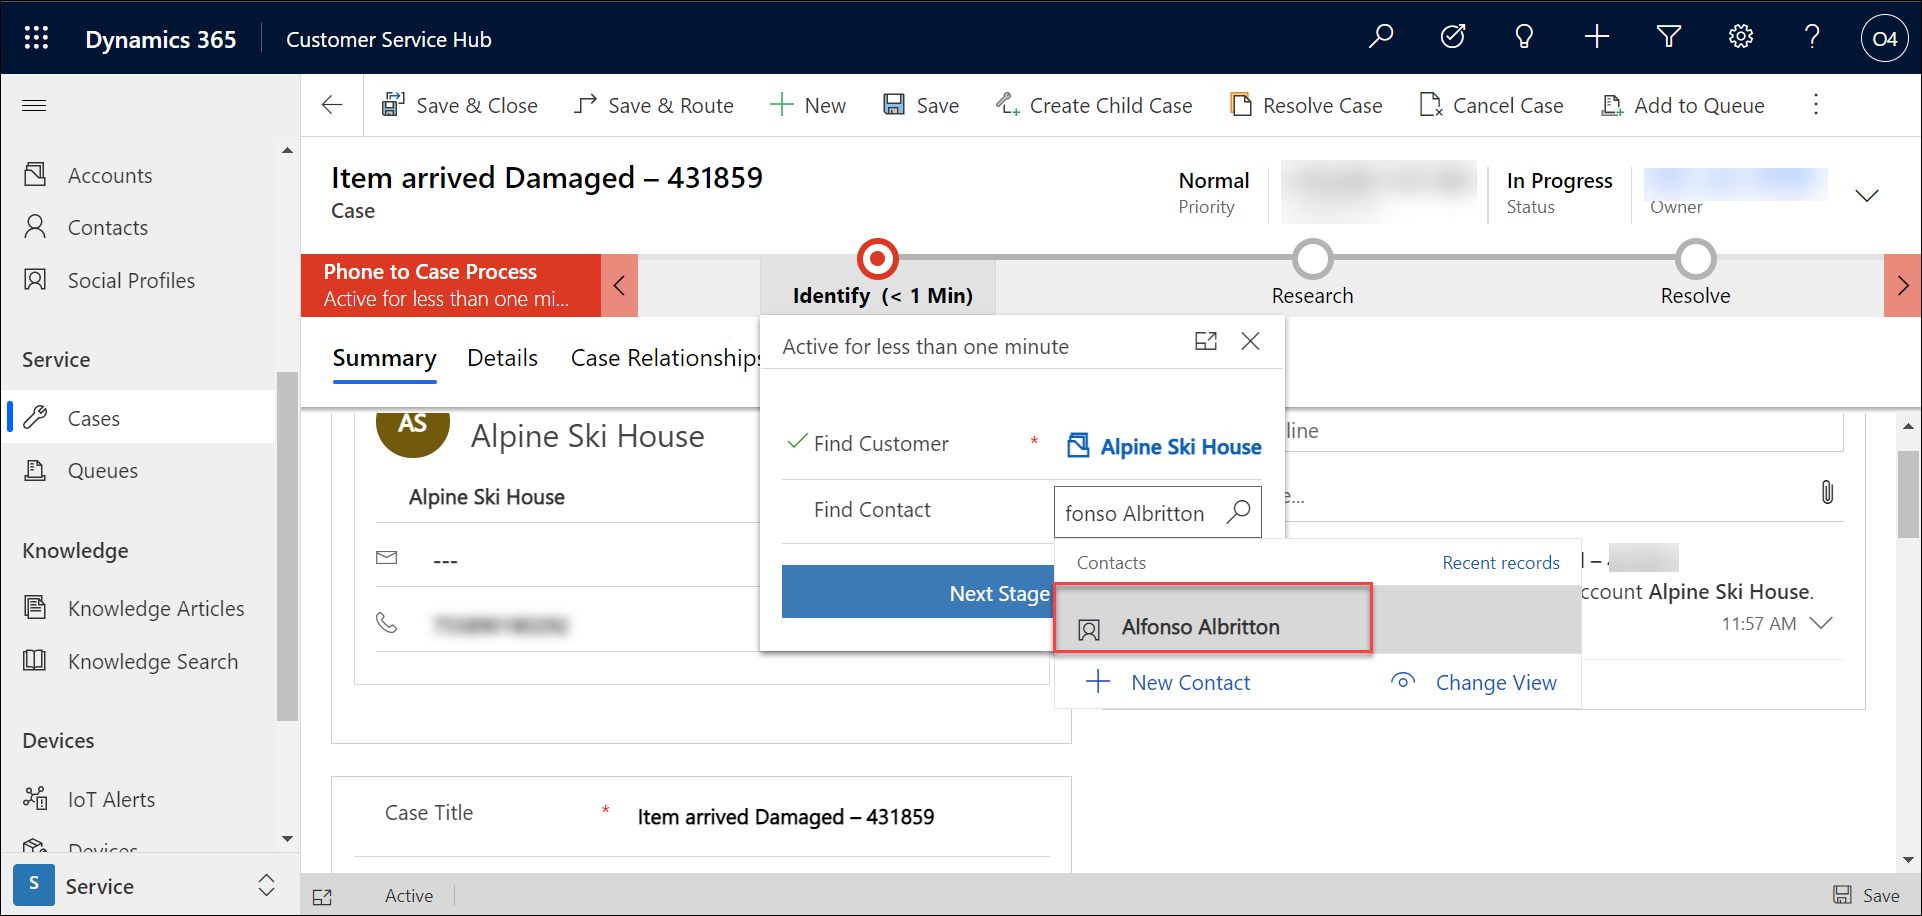 Dynamics 365
Customer Service Hub
O4
Save & Close
Save & Route
New
Save
Create Child Case
Resolve Case
Cancel Case
Add to Queue
Accounts
Contacts
Social Profiles
Service
Cases
Queues
Knowledge
Knowledge Articles
Knowledge Search
Devices
IoT Alerts
Devices
S Service
Item arrived Damaged – 431859
Case
Normal
Priority
In Progress
Status
Owner
Phone to Case Process
Active for less than one mi...
Identify (< 1 Min)
Research
Resolve
Summary
Details
Case Relationships
Active for less than one minute
Find Customer *
Alpine Ski House
Find Contact
fonso Albritton
Next Stage
Contacts
Recent records
Alfonso Albritton
New Contact
Change View
AS
Alpine Ski House
Alpine Ski House
---
line
e...
d –
ccount Alpine Ski House.
11:57 AM
Case Title *
Item arrived Damaged – 431859
Active
Save